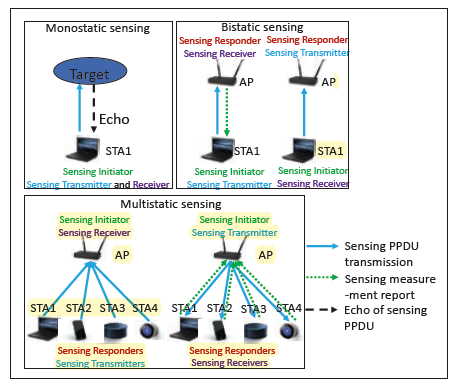 Monostatic sensing
Target
Echo
STA1
Sensing Initiator
Sensing Transmitter and Receiver
Bistatic sensing
Sensing Responder
Sensing Receiver
AP
STA1
Sensing Initiator
Sensing Transmitter
Sensing Responder
Sensing Transmitter
AP
STA1
Sensing Initiator
Sensing Receiver
Multistatic sensing
Sensing Initiator
Sensing Receiver
AP
STA1 STA2 STA3 STA4
Sensing Responders
Sensing Transmitters
Sensing Initiator
Sensing Transmitter
AP
STA1 STA2 STA3 STA4
Sensing Responders
Sensing Receivers
Sensing PPDU
transmission
Sensing measure
-ment report
Echo of sensing
PPDU